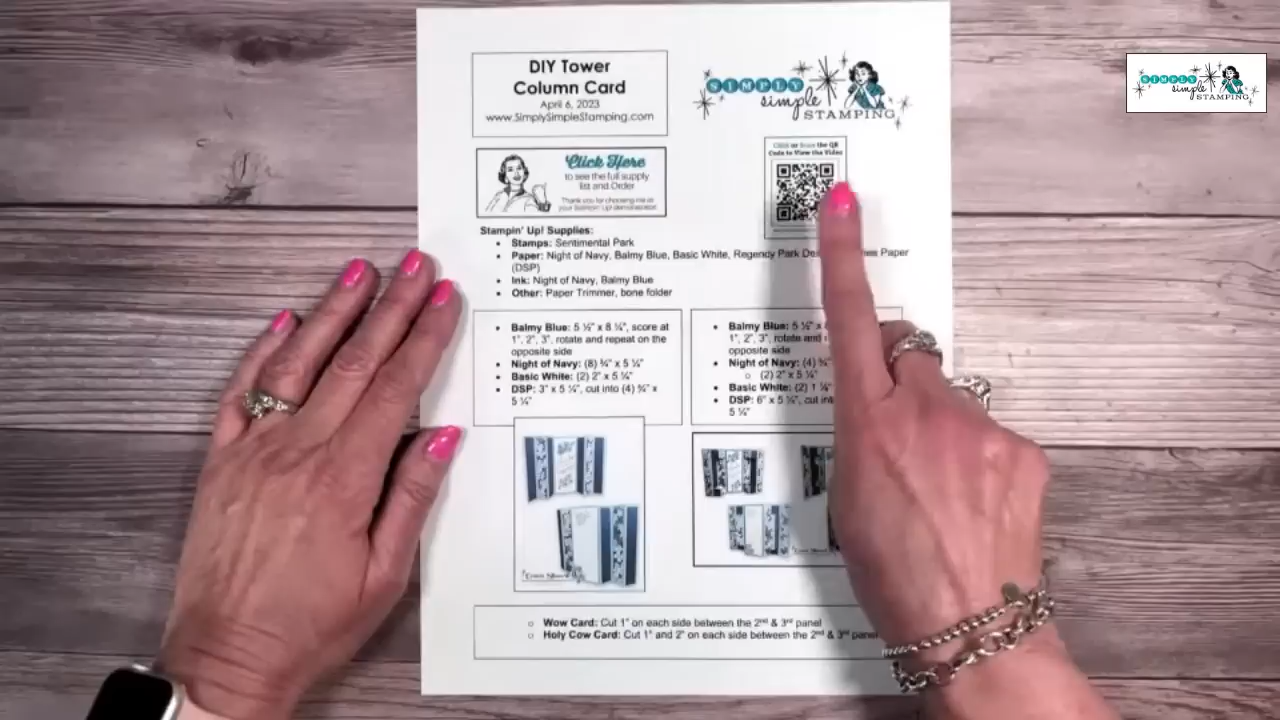 DIY Tower
Column Card
April 6, 2023
www.SimplySimpleStamping.com
SIMPLY
simple
STAMPING
Click Here
to see the full supply
list and Order
Thank you for choosing me as
your Stampin' Up! demonstrator
Click or Scan the QR
Code to View the Video
Stampin' Up! Supplies:
• Stamps: Sentimental Park
• Paper: Night of Navy, Balmy Blue, Basic White, Regency Park Paper
(DSP)
• Ink: Night of Navy, Balmy Blue
• Other: Paper Trimmer, bone folder
• Balmy Blue: 5 ½" x 8 ½", score at
1", 2", 3", rotate and repeat on the
opposite side
• Night of Navy: (8) ¾" x 5 ¼"
• Basic White: (2) 2" x 5 ¼"
• DSP: 3" x 5 ¼", cut into (4) ¾" x
5 ¼"
• Balmy Blue: 5 ½" x
1", 2", 3", rotate and
opposite side
• Night of Navy: (4)
○ (2) 2" x 5 ¼"
• Basic White: (2)
• DSP: 6" x 5 ¼", cut
5 ¼"
○ Wow Card: Cut 1" on each side between the 2nd & 3rd panel
○ Holy Cow Card: Cut 1" and 2" on each side between the 2nd & 3rd panel
SIMPLY
simple
STAMPING